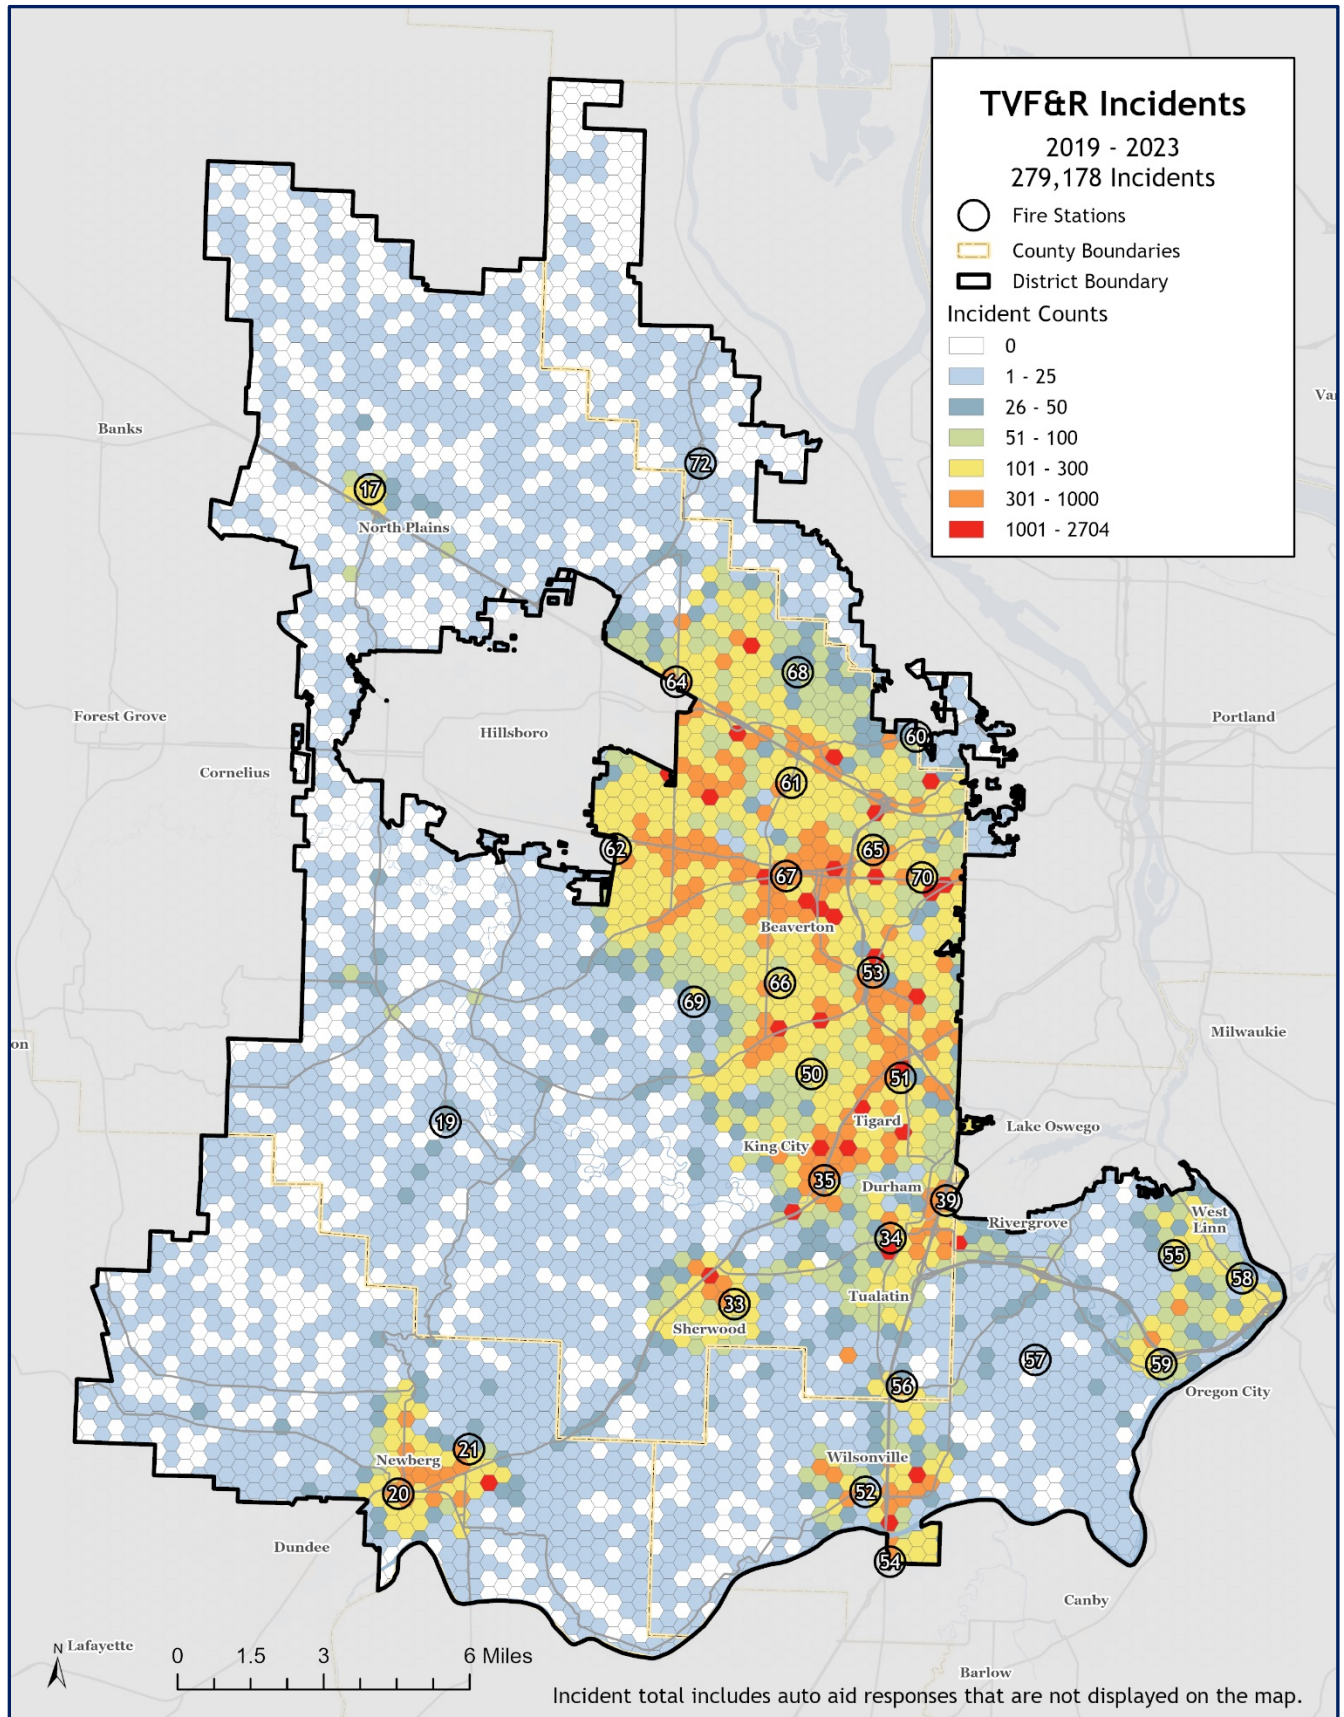 TVF&R Incidents
2019 - 2023
279,178 Incidents
Fire Stations
County Boundaries
District Boundary
Incident Counts
0
1 - 25
26 - 50
51 - 100
101 - 300
301 - 1000
1001 - 2704
Va
Banks
72
17
North Plains
68
64
Forest Grove
Portland
Hillsboro
60
Cornelius
61
62
65
67
70
Beaverton
53
66
69
on
Milwaukie
50
51
19
Tigard
Lake Oswego
King City
35
Durham
39
West
Linn
Rivergrove
34
55
58
Tualatin
33
Sherwood
57
59
56
Oregon City
21
Newberg
Wilsonville
20
52
Dundee
54
Canby
N
Lafayette
0 1.5 3 6 Miles
Barlow
Incident total includes auto aid responses that are not displayed on the map.